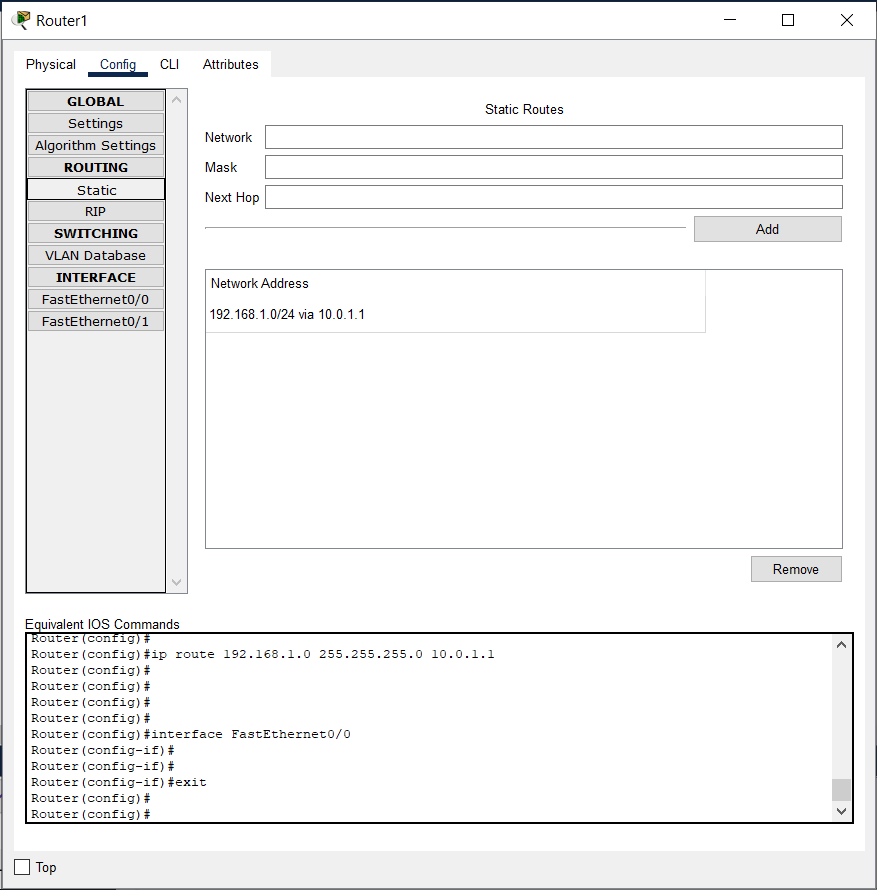 Router1
Physical Config CLI Attributes
GLOBAL
Settings
Algorithm Settings
ROUTING
Static
RIP
SWITCHING
VLAN Database
INTERFACE
FastEthernet0/0
FastEthernet0/1
Static Routes
Network
Mask
Next Hop
Add
Network Address
192.168.1.0/24 via 10.0.1.1
Remove
Equivalent IOS Commands
Router(config)#
Router(config)#ip route 192.168.1.0 255.255.255.0 10.0.1.1
Router(config)#
Router(config)#
Router(config)#
Router(config)#
Router(config)#interface FastEthernet0/0
Router(config-if)#
Router(config-if)#
Router(config-if)#exit
Router(config)#
Router(config)#
Top